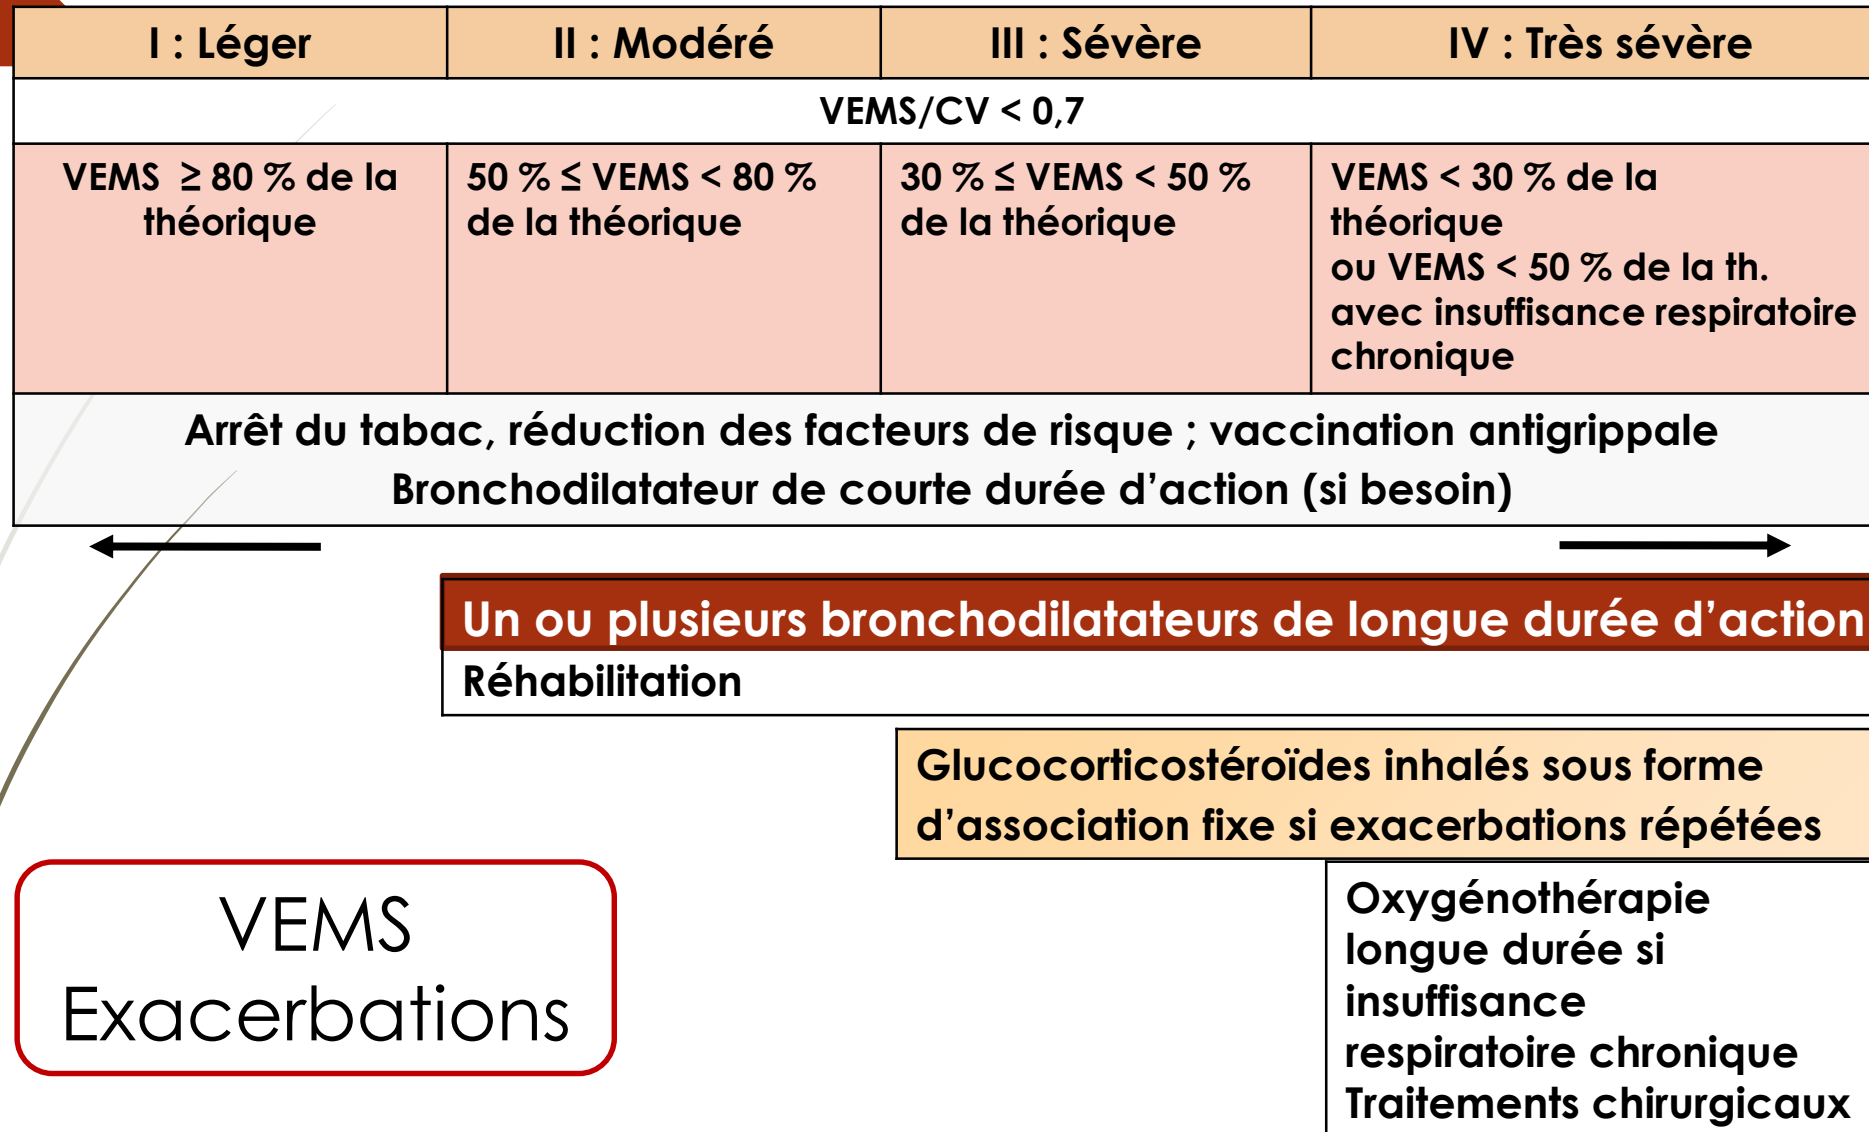 I : Léger
II : Modéré
III : Sévère
IV : Très sévère
VEMS/CV < 0,7
VEMS ≥ 80 % de la
théorique
50 % ≤ VEMS < 80 %
de la théorique
30 % ≤ VEMS < 50 %
de la théorique
VEMS < 30 % de la
théorique
ou VEMS < 50 % de la th.
avec insuffisance respiratoire
chronique
Arrêt du tabac, réduction des facteurs de risque ; vaccination antigrippale
Bronchodilatateur de courte durée d’action (si besoin)
Un ou plusieurs bronchodilatateurs de longue durée d’action
Réhabilitation
Glucocorticostéroïdes inhalés sous forme
d’association fixe si exacerbations répétées
VEMS
Exacerbations
Oxygénothérapie
longue durée si
insuffisance
respiratoire chronique
Traitements chirurgicaux